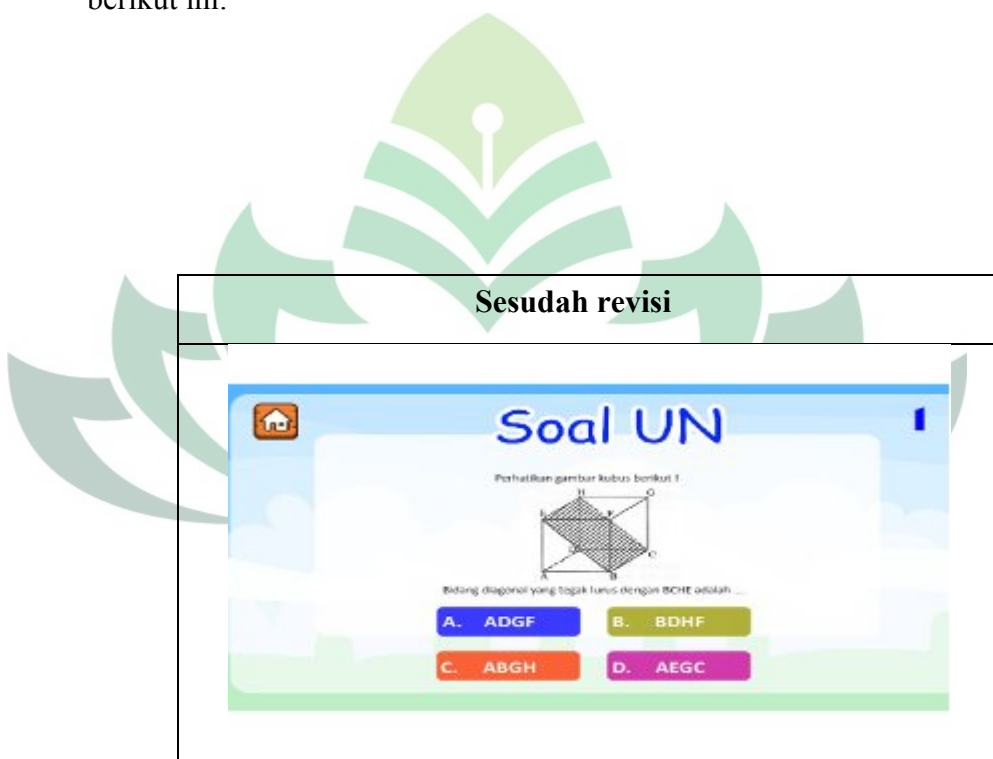 berikut ini.
Sesudah revisi
Soal UN
1
Perhatikan gambar kubus berikut !
H G
E F
D C
A B
Bidang diagonal yang tegak lurus dengan BCHE adalah ....
A. ADGF
B. BDHF
C. ABGH
D. AEGC